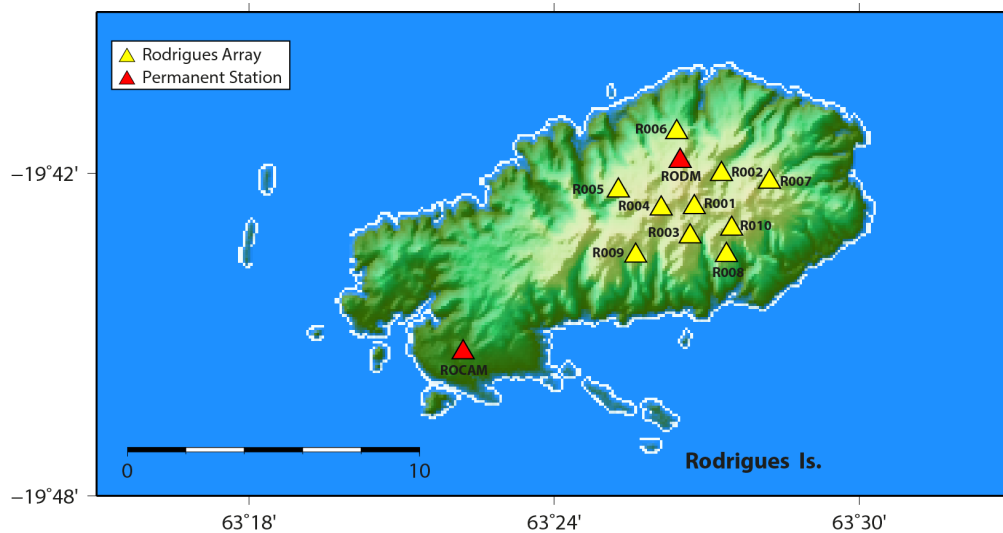 Rodrigues Array
Permanent Station
R006
−19°42'
RODM
R002
R007
R005
R004
R001
R003
R010
R009
R008
ROCAM
0
10
Rodrigues Is.
−19°48'
63°18'
63°24'
63°30'